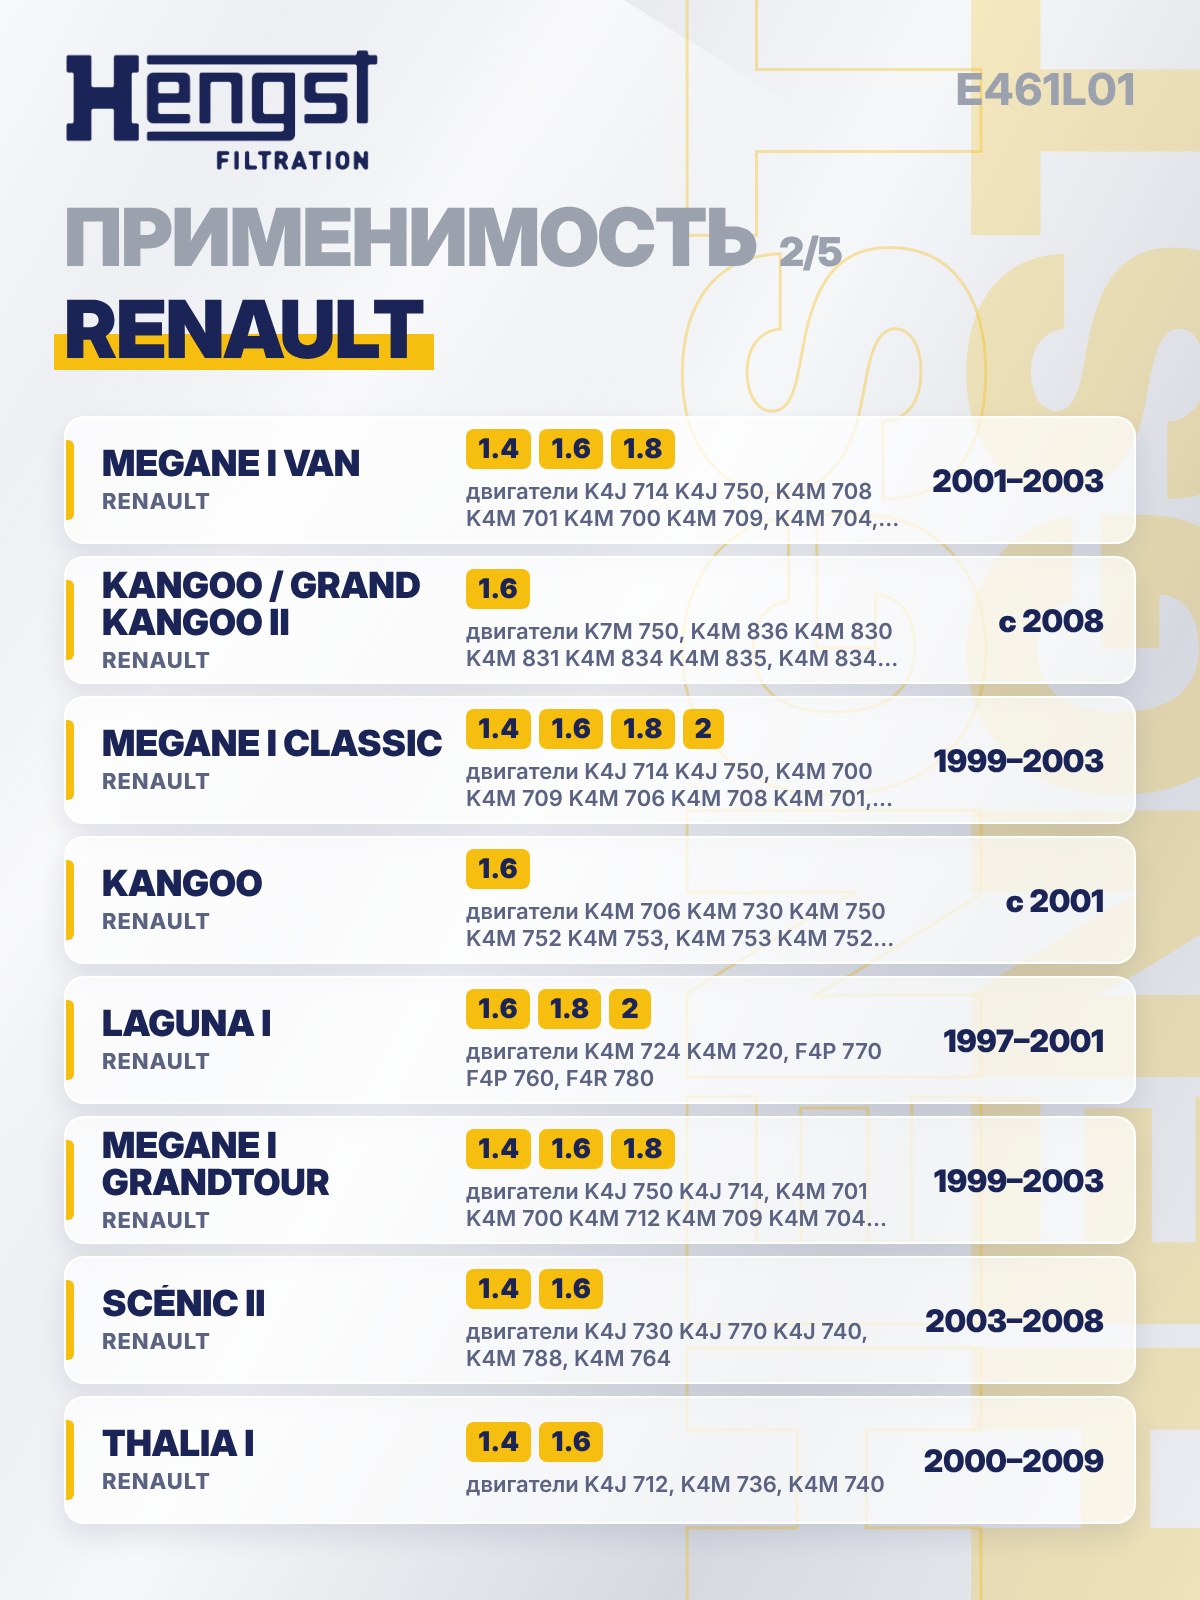 Hengst
FILTRATION
E461L01
ПРИМЕНИМОСТЬ 2/5
RENAULT
MEGANE I VAN
RENAULT
1.4 1.6 1.8
двигатели K4J 714 K4J 750, K4M 708
K4M 701 K4M 700 K4M 709, K4M 704,...
2001–2003
KANGOO / GRAND
KANGOO II
RENAULT
1.6
двигатели K7M 750, K4M 836 K4M 830
K4M 831 K4M 834 K4M 835, K4M 834...
с 2008
MEGANE I CLASSIC
RENAULT
1.4 1.6 1.8 2
двигатели K4J 714 K4J 750, K4M 700
K4M 709 K4M 706 K4M 708 K4M 701,...
1999–2003
KANGOO
RENAULT
1.6
двигатели K4M 706 K4M 730 K4M 750
K4M 752 K4M 753, K4M 753 K4M 752...
с 2001
LAGUNA I
RENAULT
1.6 1.8 2
двигатели K4M 724 K4M 720, F4P 770
F4P 760, F4R 780
1997–2001
MEGANE I
GRANDTOUR
RENAULT
1.4 1.6 1.8
двигатели K4J 750 K4J 714, K4M 701
K4M 700 K4M 712 K4M 709 K4M 704...
1999–2003
SCÉNIC II
RENAULT
1.4 1.6
двигатели K4J 730 K4J 770 K4J 740,
K4M 788, K4M 764
2003–2008
THALIA I
RENAULT
1.4 1.6
двигатели K4J 712, K4M 736, K4M 740
2000–2009
HENGST
HENGST